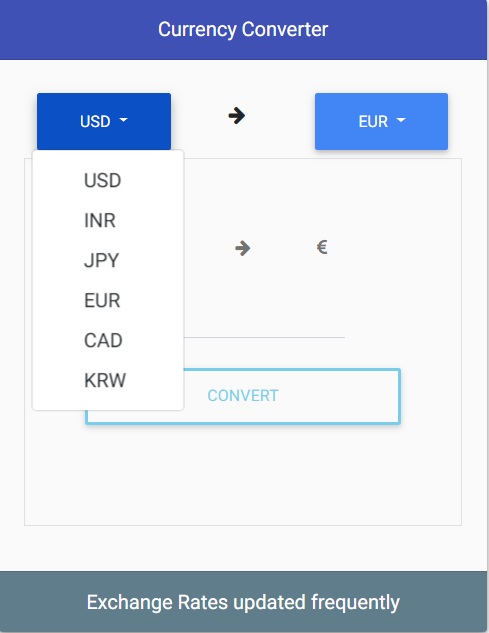 Currency Converter
USD
EUR
USD
INR
JPY
EUR
CAD
KRW
€
CONVERT
Exchange Rates updated frequently